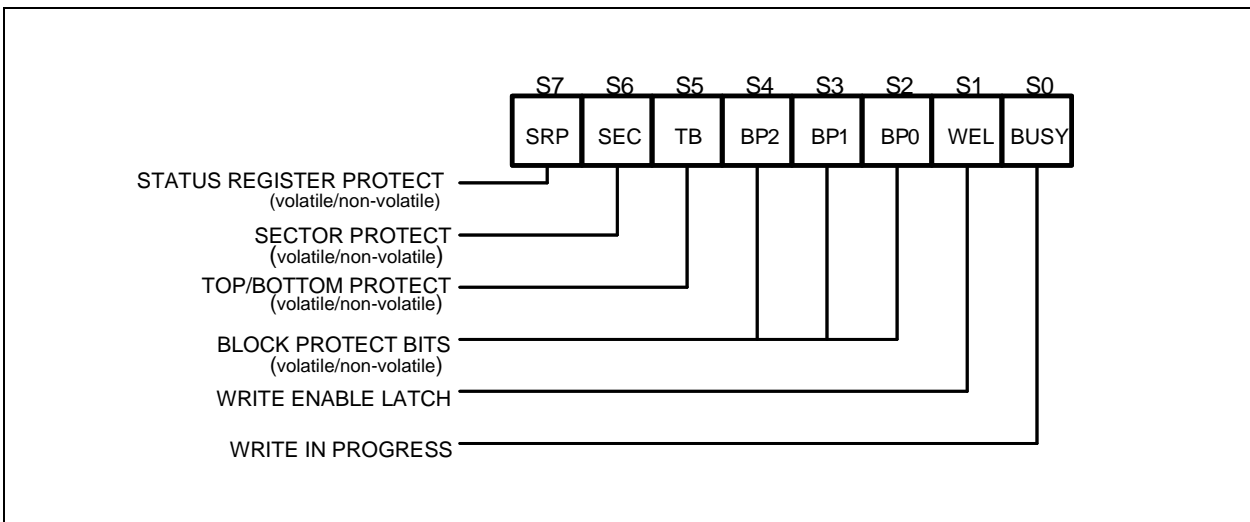 S7 S6 S5 S4 S3 S2 S1 S0
SRP SEC TB BP2 BP1 BP0 WEL BUSY
STATUS REGISTER PROTECT
(volatile/non-volatile)
SECTOR PROTECT
(volatile/non-volatile)
TOP/BOTTOM PROTECT
(volatile/non-volatile)
BLOCK PROTECT BITS
(volatile/non-volatile)
WRITE ENABLE LATCH
WRITE IN PROGRESS